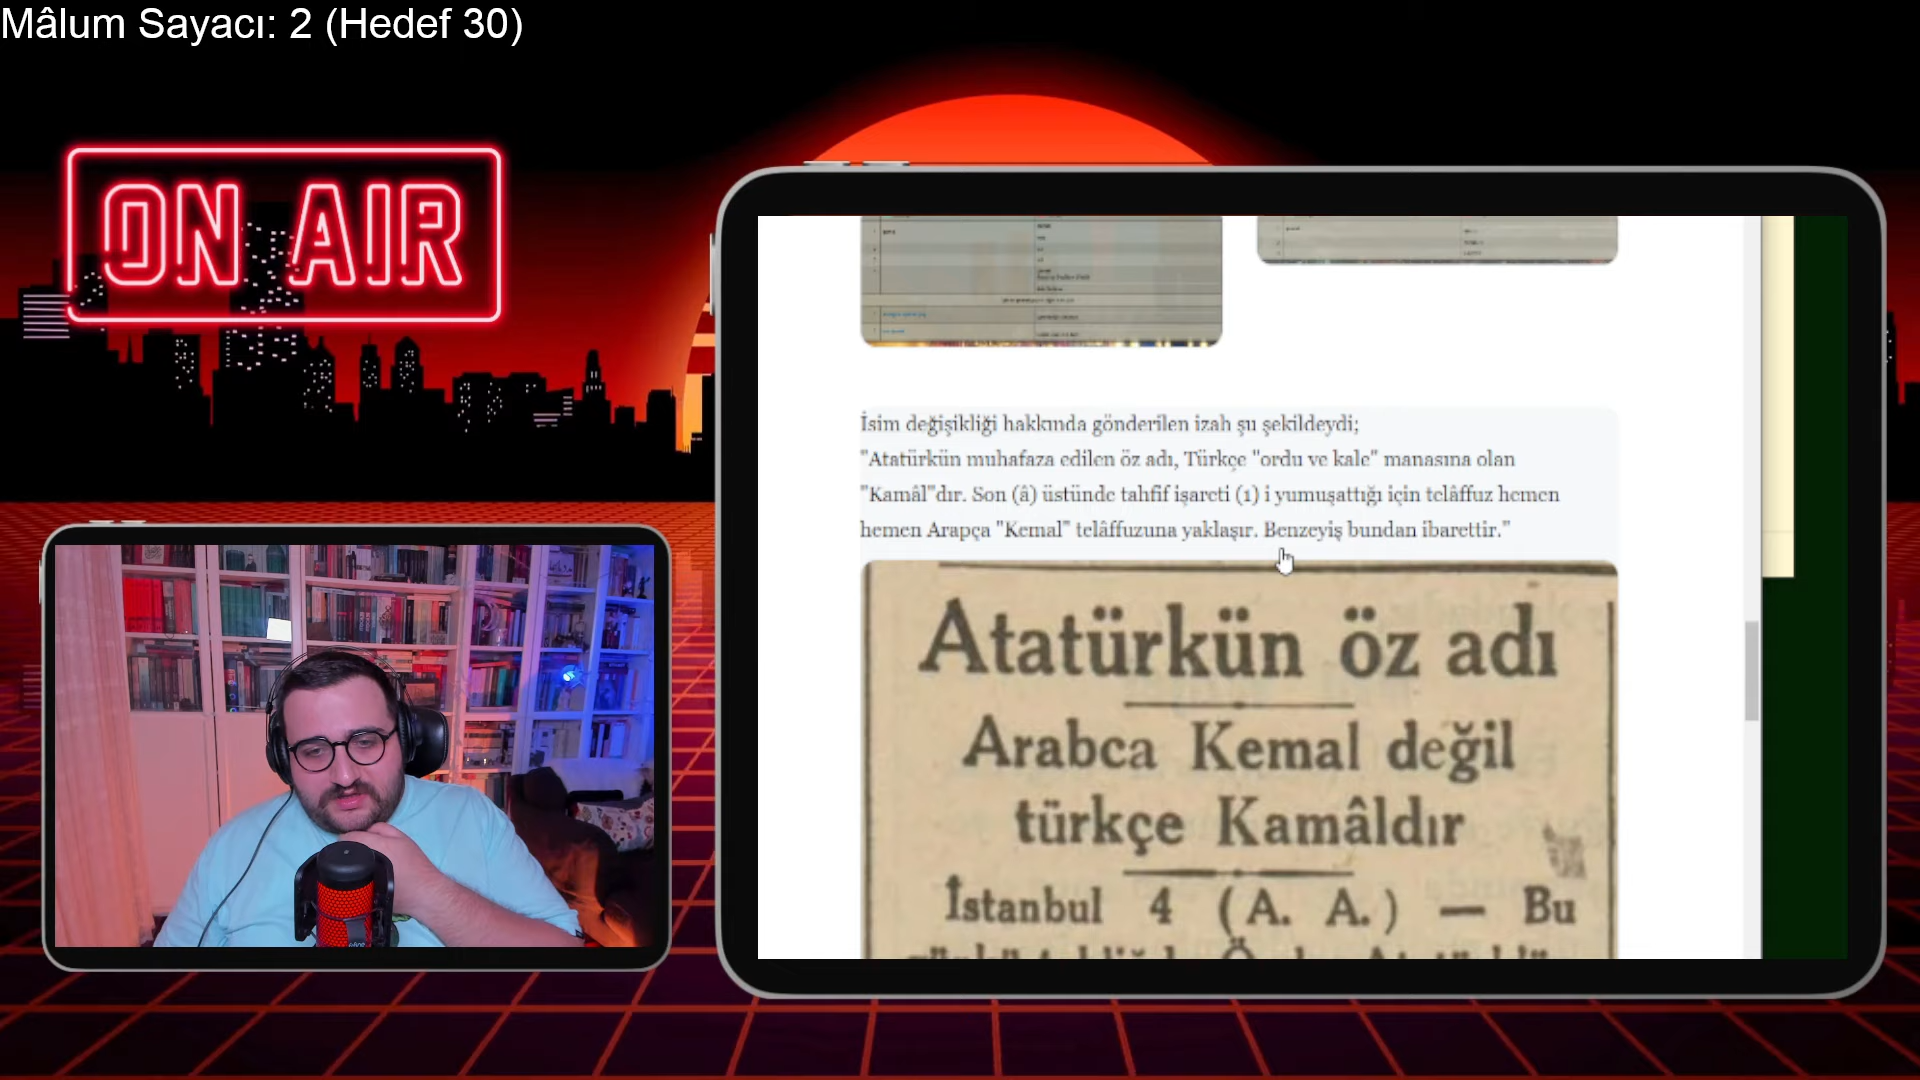 Mâlum Sayacı: 2 (Hedef 30)
ON AIR
İsim değişikliği hakkında gönderilen izah şu şekildeydi;
"Atatürkün muhafaza edilen öz adı, Türkçe "ordu ve kale" manasına olan
"Kamâl"dır. Son (â) üstünde tahfif işareti (1) i yumuşattığı için telâffuz hemen
hemen Arapça "Kemal" telâffuzuna yaklaşır. Benzeyiş bundan ibarettir."
Atatürkün öz adı
Arabca Kemal değil
türkçe Kamâldır
İstanbul 4 (A. A.) — Bu